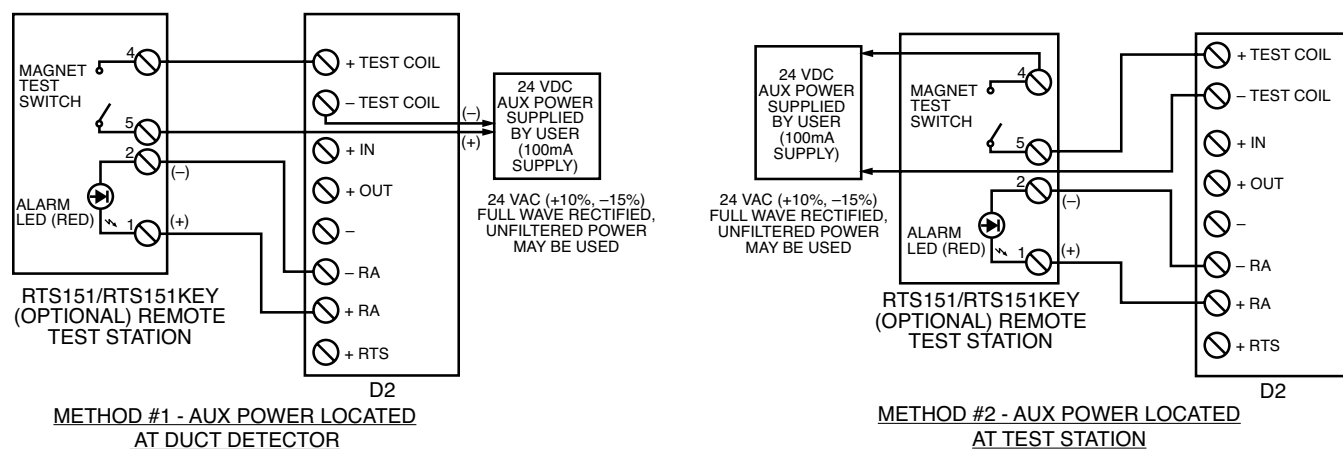 MAGNET
TEST
SWITCH
4
5
2
(–)
ALARM
LED (RED)
1
(+)
RTS151/RTS151KEY
(OPTIONAL) REMOTE
TEST STATION
+ TEST COIL
– TEST COIL
+ IN
+ OUT
–
– RA
+ RA
+ RTS
D2
(–)
(+)
24 VDC
AUX POWER
SUPPLIED
BY USER
(100mA
SUPPLY)
24 VAC (+10%, –15%)
FULL WAVE RECTIFIED,
UNFILTERED POWER
MAY BE USED
METHOD #1 - AUX POWER LOCATED
AT DUCT DETECTOR
24 VDC
AUX POWER
SUPPLIED
BY USER
(100mA
SUPPLY)
24 VAC (+10%, –15%)
FULL WAVE RECTIFIED,
UNFILTERED POWER
MAY BE USED
MAGNET
TEST
SWITCH
4
5
2
(–)
ALARM
LED (RED)
1
(+)
RTS151/RTS151KEY
(OPTIONAL) REMOTE
TEST STATION
+ TEST COIL
– TEST COIL
+ IN
+ OUT
–
– RA
+ RA
+ RTS
D2
METHOD #2 - AUX POWER LOCATED
AT TEST STATION